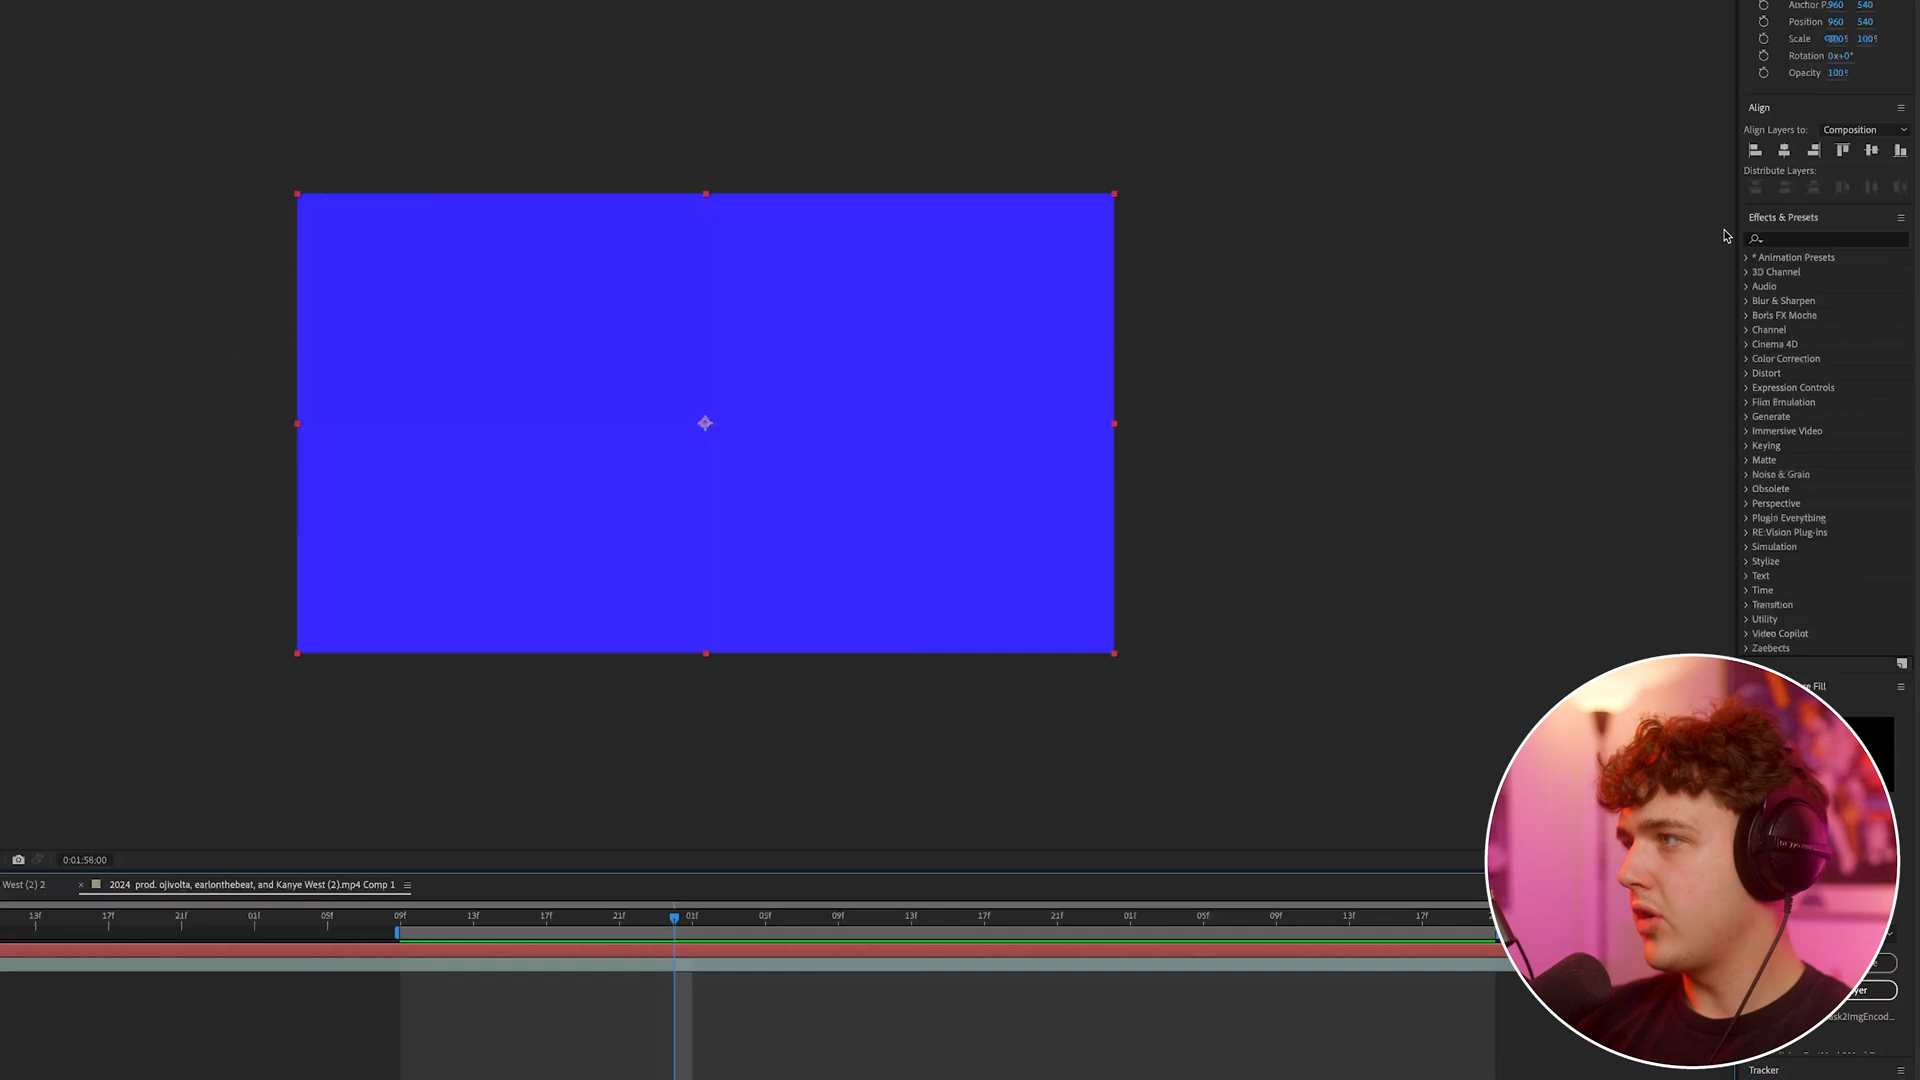 Anchor P. 960 540
Position 960 540
Scale 100% 100%
Rotation 0x+0°
Opacity 100%
Align
Align Layers to: Composition
Distribute Layers:
Effects & Presets
* Animation Presets
3D Channel
Audio
Blur & Sharpen
Boris FX Mocha
Channel
Cinema 4D
Color Correction
Distort
Expression Controls
Film Emulation
Generate
Immersive Video
Keying
Matte
Noise & Grain
Obsolete
Perspective
Plugin Everything
RE:Vision Plug-ins
Simulation
Stylize
Text
Time
Transition
Utility
Video Copilot
Zaebects
Fill
0:01:58:00
West (2) 2
2024 prod. ojivolta, earlonthebeat, and Kanye West (2).mp4 Comp 1
13f 17f 21f 01f 05f 09f 13f 17f 21f 01f 05f 09f 13f 17f 21f 01f 05f 09f 13f 17f
yer
sk2ImgEncod...
Tracker